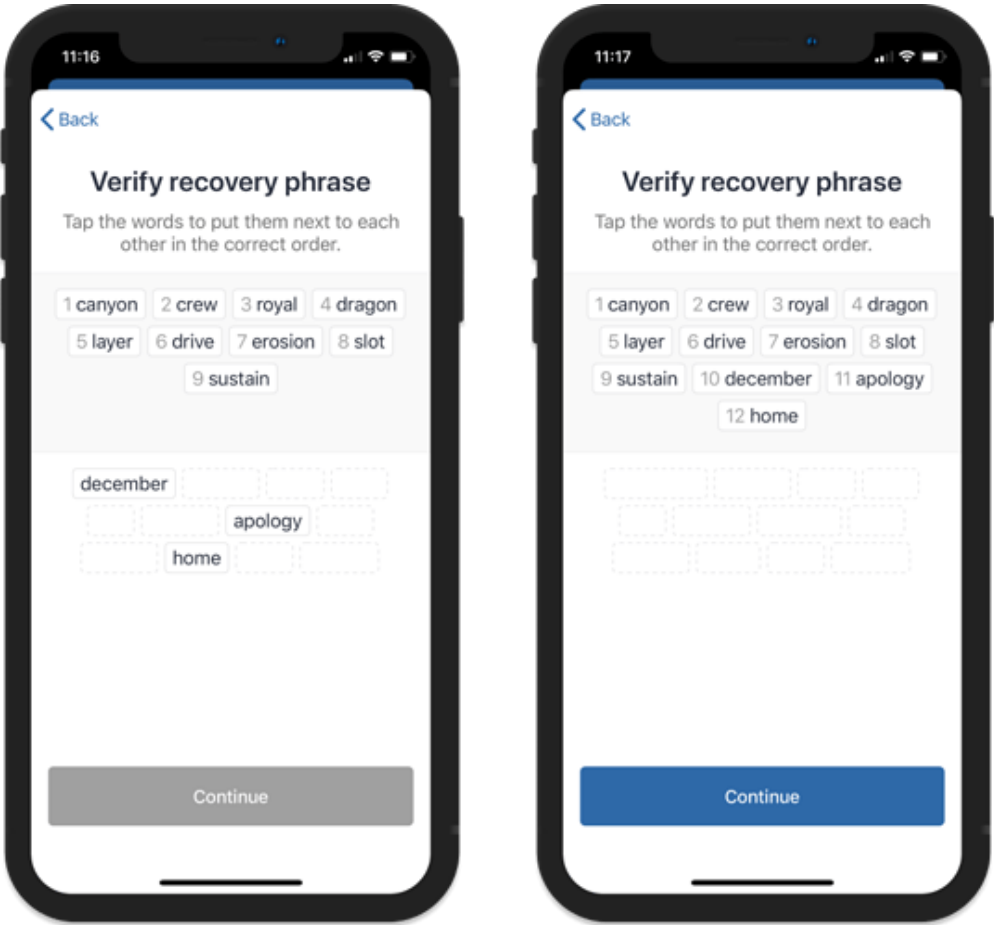 11:16
Back
Verify recovery phrase
Tap the words to put them next to each
other in the correct order.
1 canyon 2 crew 3 royal 4 dragon
5 layer 6 drive 7 erosion 8 slot
9 sustain
december
apology
home
Continue
11:17
Back
Verify recovery phrase
Tap the words to put them next to each
other in the correct order.
1 canyon 2 crew 3 royal 4 dragon
5 layer 6 drive 7 erosion 8 slot
9 sustain 10 december 11 apology
12 home
Continue